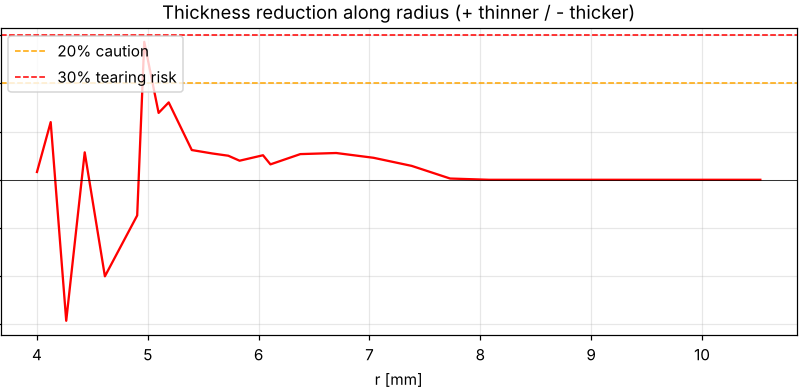 Thickness reduction along radius (+ thinner / - thicker)
20% caution
30% tearing risk
4 5 6 7 8 9 10
r [mm]